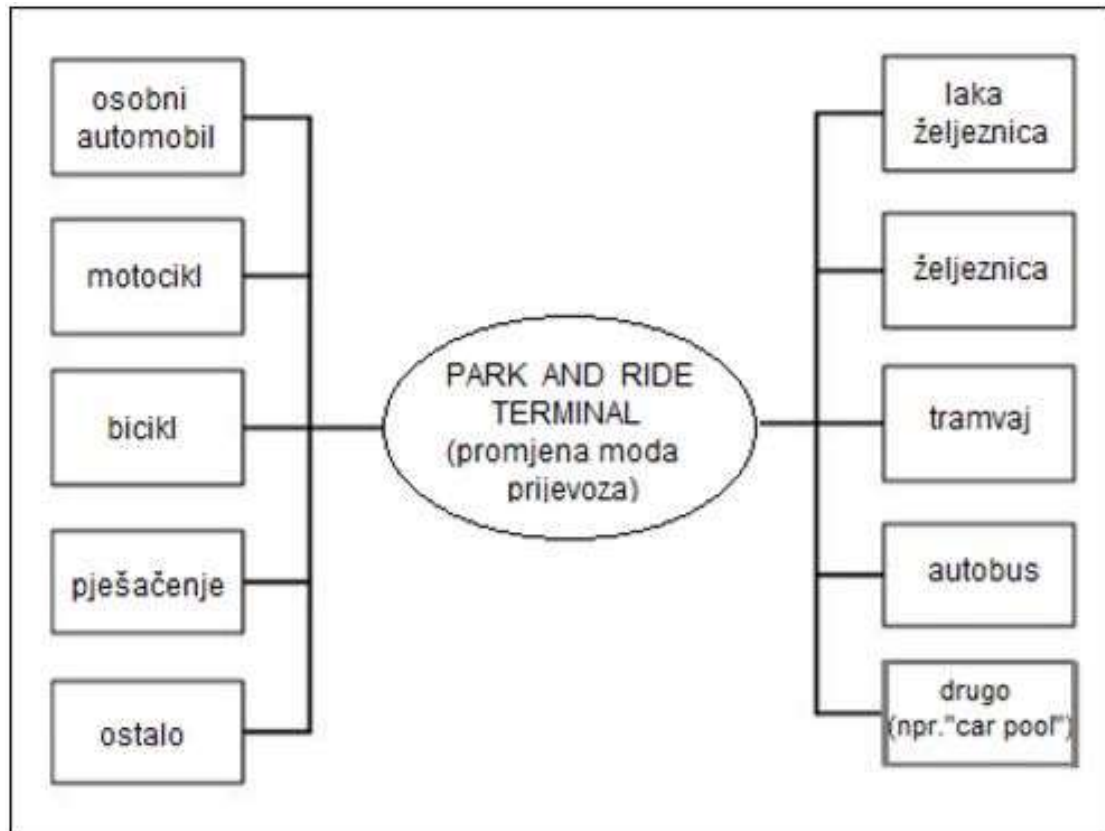 osobni
automobil
motocikl
bicikl
pješačenje
ostalo
PARK AND RIDE
TERMINAL
(promjena moda
prijevoza)
laka
željeznica
željeznica
tramvaj
autobus
drugo
(npr."car pool")